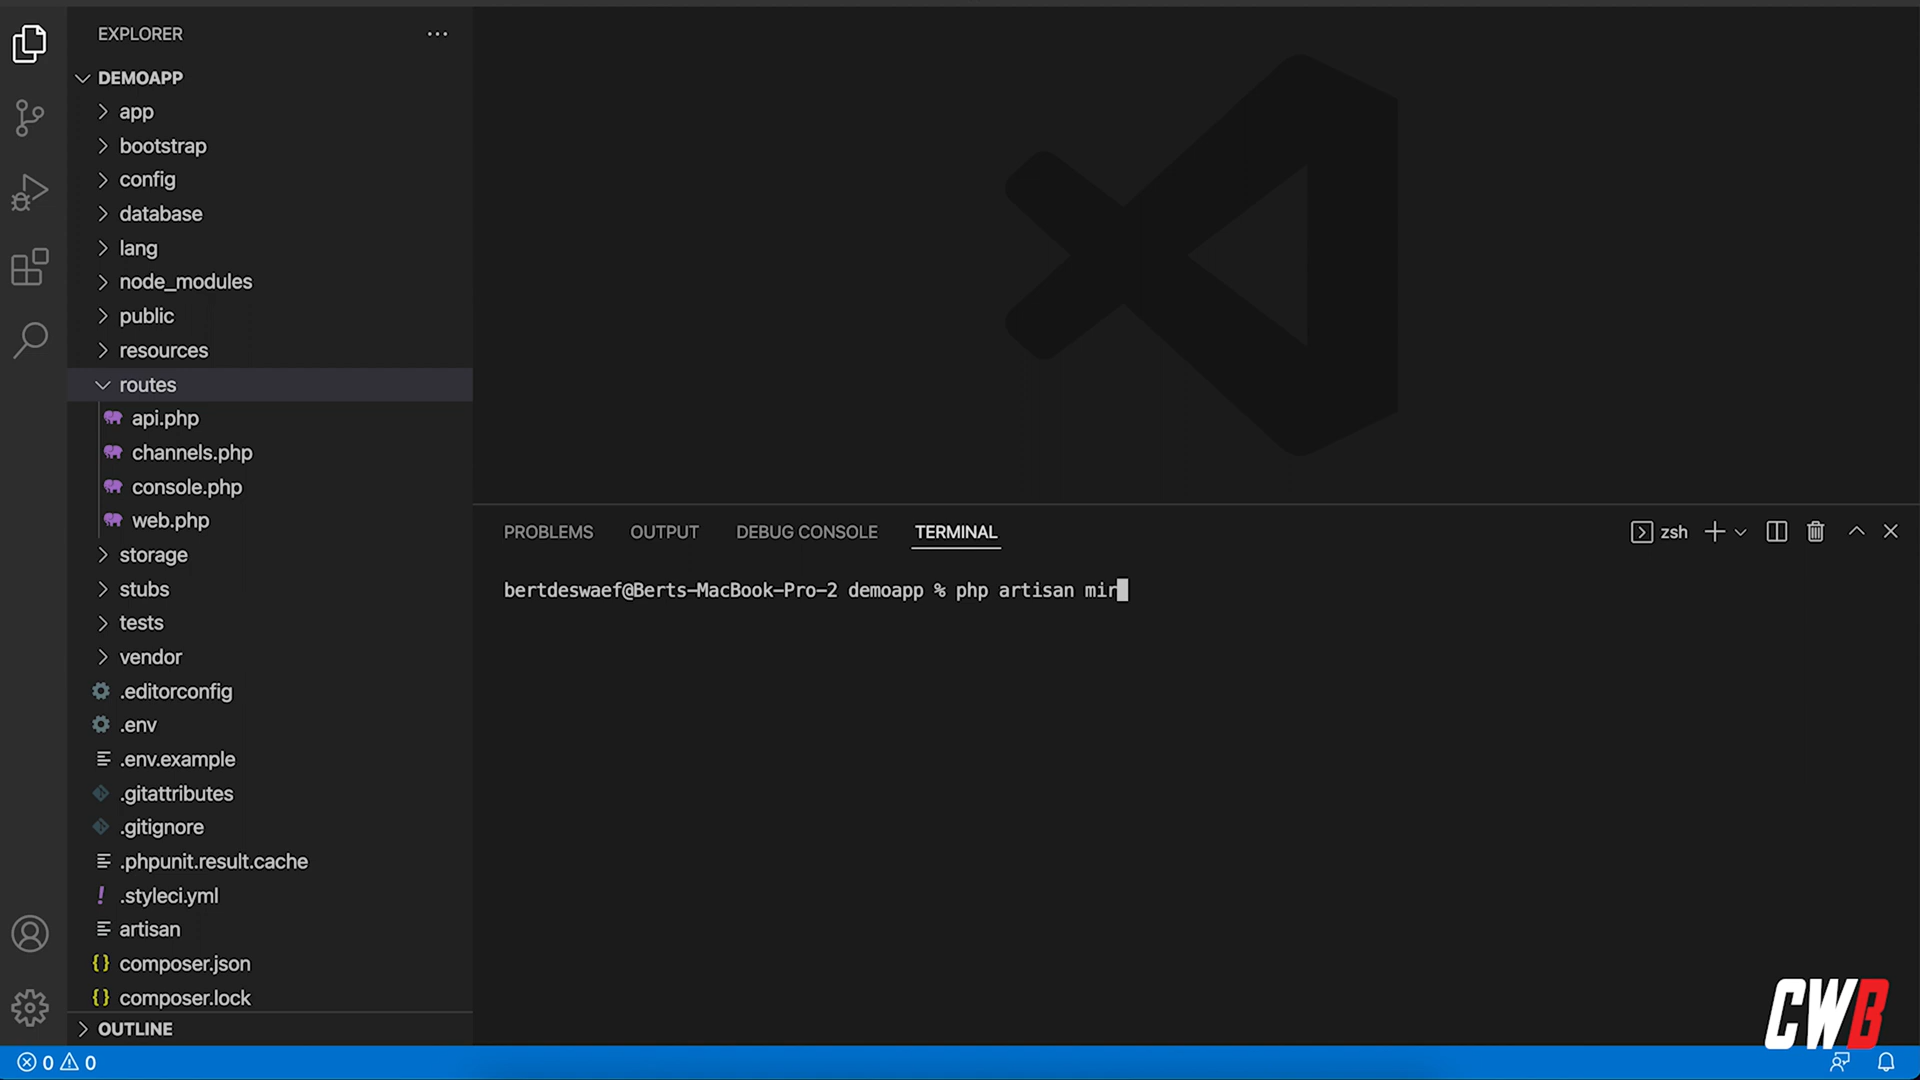 EXPLORER
DEMOAPP
app
bootstrap
config
database
lang
node_modules
public
resources
routes
api.php
channels.php
console.php
web.php
storage
stubs
tests
vendor
.editorconfig
.env
.env.example
.gitattributes
.gitignore
.phpunit.result.cache
.styleci.yml
artisan
composer.json
composer.lock
OUTLINE
PROBLEMS OUTPUT DEBUG CONSOLE TERMINAL zsh
bertdeswaef@Berts-MacBook-Pro-2 demoapp % php artisan mir
CWB
0 0